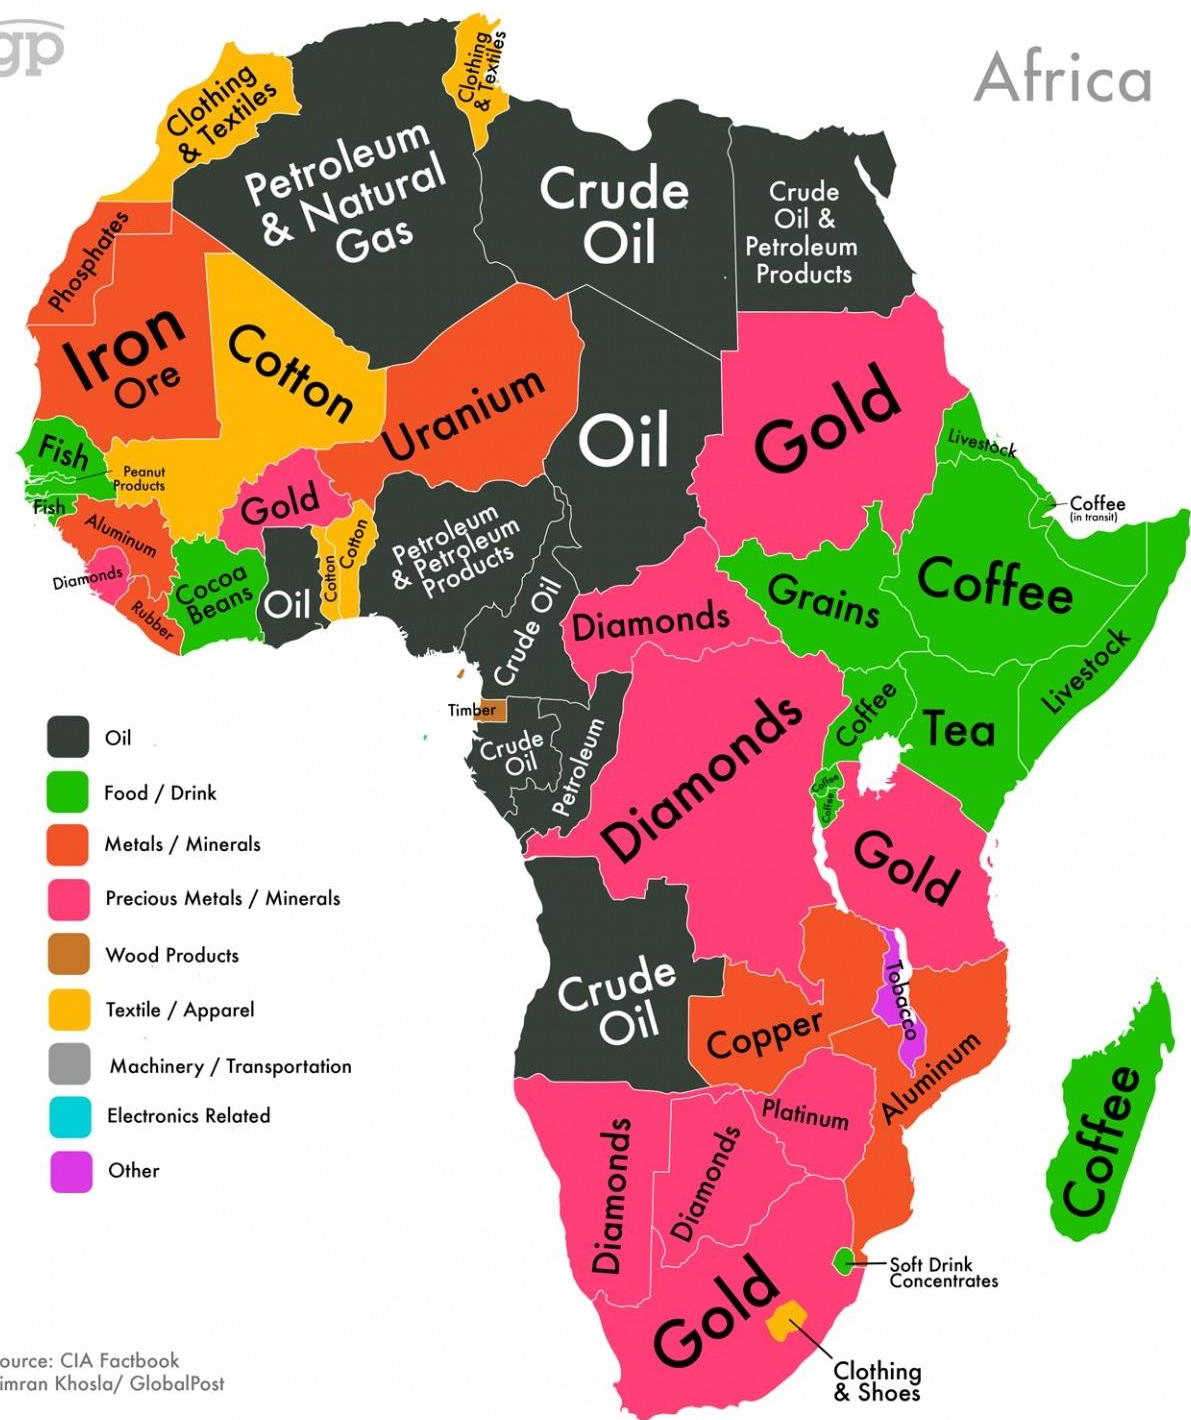 gp
Africa
Clothing
& Textiles
Clothing
& Textiles
Petroleum
& Natural
Gas
Crude
Oil
Crude
Oil &
Petroleum
Products
Phosphates
Iron
Ore
Cotton
Uranium
Oil
Gold
Livestock
Fish
Peanut
Products
Fish
Gold
Coffee
(in transit)
Aluminum
Diamonds
Rubber
Cocoa
Beans
Oil
Cotton
Cotton
Petroleum
& Petroleum
Products
Crude Oil
Diamonds
Grains
Coffee
Livestock
Timber
Crude
Oil
Petroleum
Diamonds
Coffee
Tea
Coffee
Coffee
Gold
Oil
Food / Drink
Metals / Minerals
Precious Metals / Minerals
Wood Products
Textile / Apparel
Machinery / Transportation
Electronics Related
Other
Crude
Oil
Copper
Tobacco
Aluminum
Coffee
Diamonds
Diamonds
Platinum
Gold
Soft Drink
Concentrates
Clothing
& Shoes
ource: CIA Factbook
imran Khosla/ GlobalPost